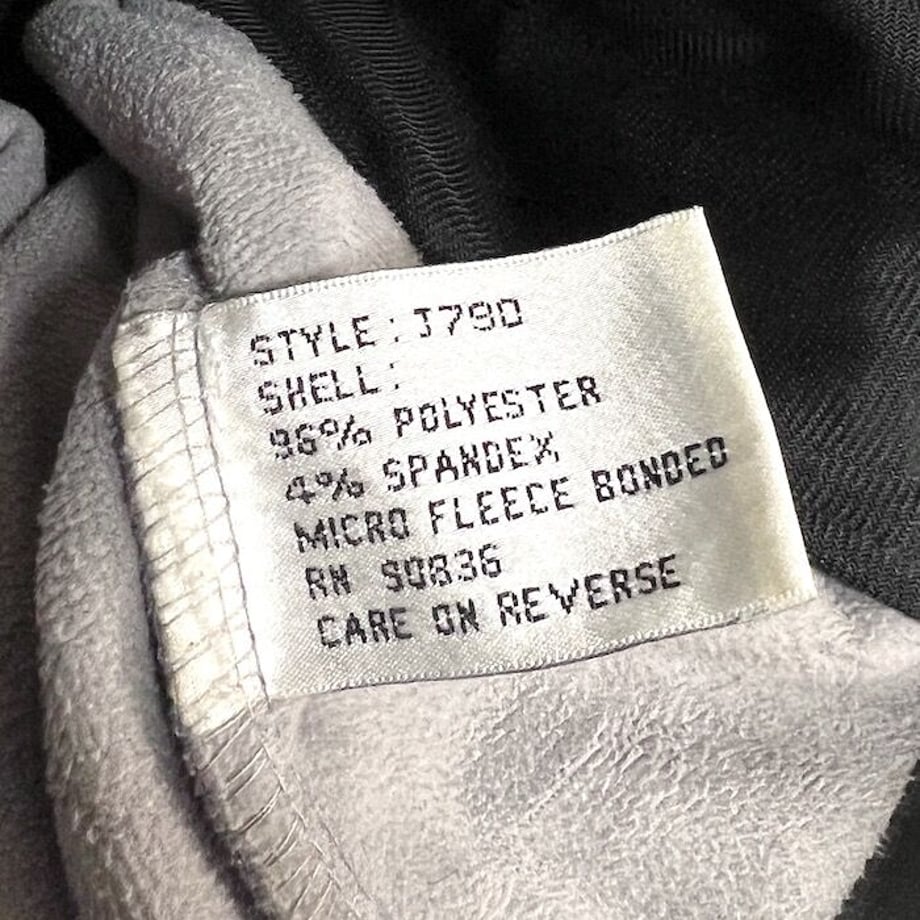 STYLE: J790
SHELL:
96% POLYESTER
4% SPANDEX
MICRO FLEECE BONDED
RN 90836
CARE ON REVERSE